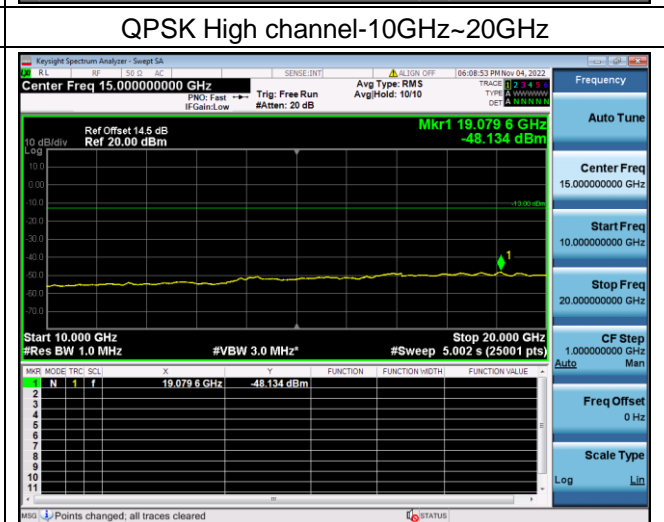 QPSK High channel-10GHz~20GHz
Keysight Spectrum Analyzer - Swept SA
RL RF 50 Ω AC SENSE:INT ALIGN OFF 06:08:53 PM Nov 04, 2022
Center Freq 15.000000000 GHz
PNO: Fast
IFGain:Low
Trig: Free Run
#Atten: 20 dB
Avg Type: RMS
Avg|Hold: 10/10
TRACE 1 2 3 4 5 6
TYPE A WWWWW
DET A NNNNN
Frequency
Auto Tune
Center Freq
15.000000000 GHz
Start Freq
10.000000000 GHz
Stop Freq
20.000000000 GHz
CF Step
1.000000000 GHz
Auto Man
Freq Offset
0 Hz
Scale Type
Log Lin
Mkr1 19.079 6 GHz
-48.134 dBm
Ref Offset 14.5 dB
10 dB/div Ref 20.00 dBm
Log
10.0
0.00
-10.0
-13.00 dBm
-20.0
-30.0
-40.0
1
-50.0
-60.0
-70.0
Start 10.000 GHz Stop 20.000 GHz
#Res BW 1.0 MHz #VBW 3.0 MHz* #Sweep 5.002 s (25001 pts)
MKR MODE TRC SCL X Y FUNCTION FUNCTION WIDTH FUNCTION VALUE
1 N 1 f 19.079 6 GHz -48.134 dBm
2
3
4
5
6
7
8
9
10
11
MSG Points changed; all traces cleared STATUS